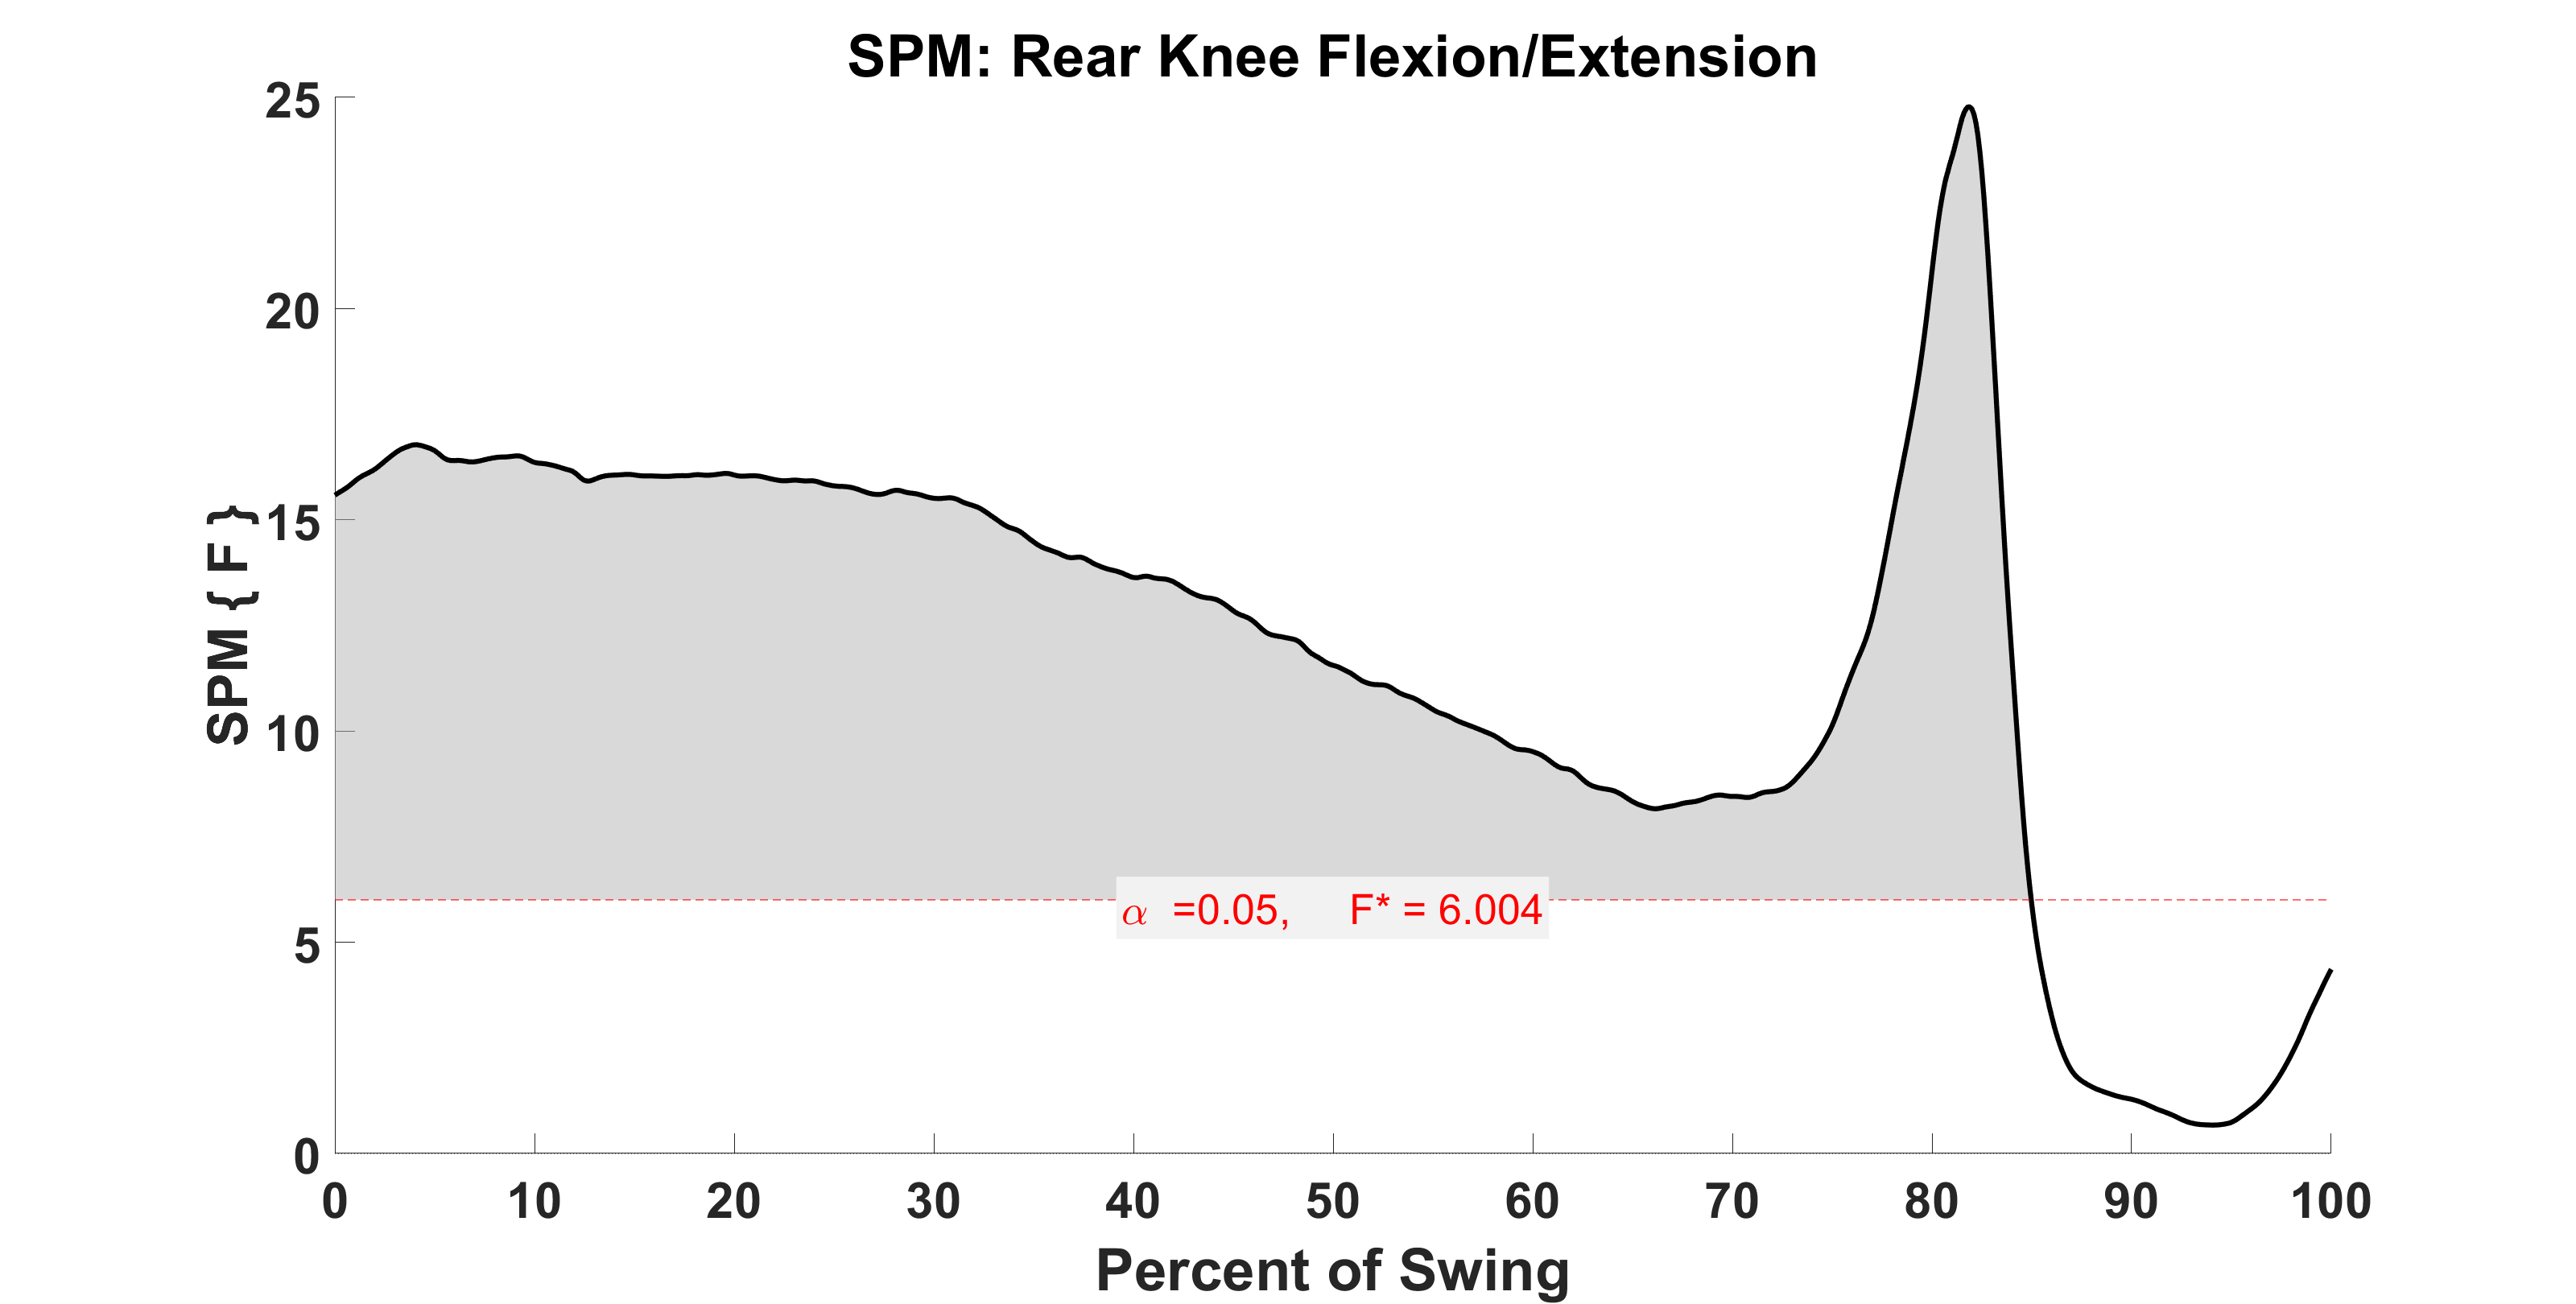 SPM: Rear Knee Flexion/Extension
25
20
15
10
5
0
SPM { F }
α =0.05, F* = 6.004
0 10 20 30 40 50 60 70 80 90 100
Percent of Swing